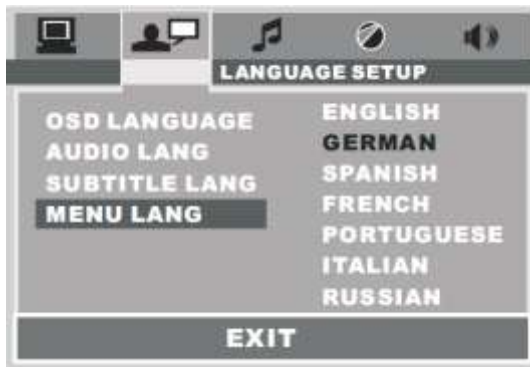 LANGUAGE SETUP
OSD LANGUAGE
AUDIO LANG
SUBTITLE LANG
MENU LANG
ENGLISH
GERMAN
SPANISH
FRENCH
PORTUGUESE
ITALIAN
RUSSIAN
EXIT